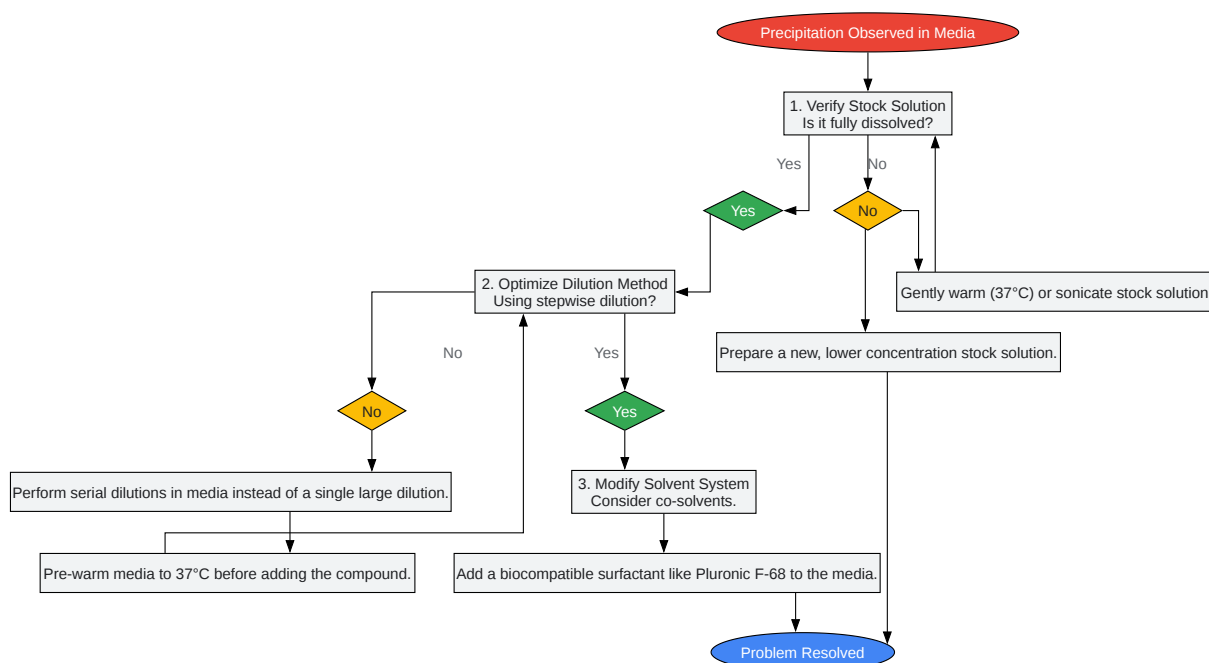 Precipitation Observed in Media
1. Verify Stock Solution
Is it fully dissolved?
Yes
No
Yes
No
2. Optimize Dilution Method
Using stepwise dilution?
Gently warm (37°C) or sonicate stock solution
Prepare a new, lower concentration stock solution.
No
Yes
No
Yes
Perform serial dilutions in media instead of a single large dilution.
3. Modify Solvent System
Consider co-solvents.
Pre-warm media to 37°C before adding the compound.
Add a biocompatible surfactant like Pluronic F-68 to the media.
Problem Resolved